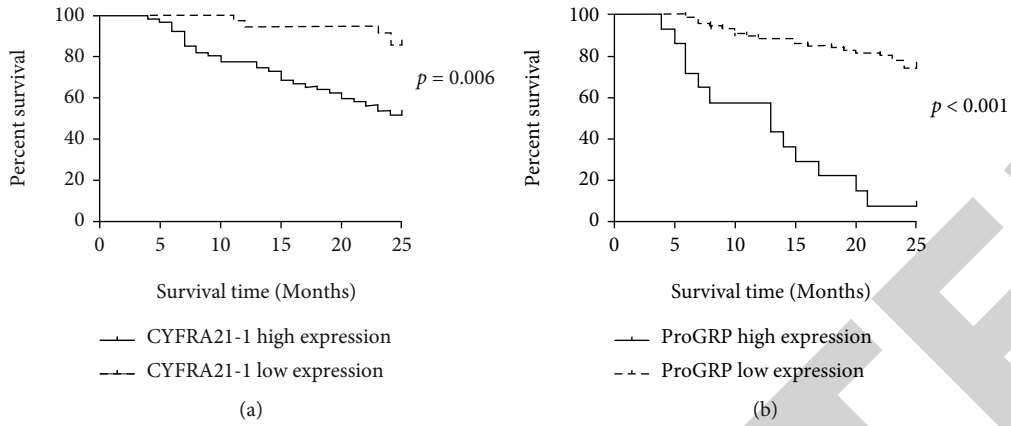 100
80
60
40
20
0
Percent survival
p = 0.006
0 5 10 15 20 25
Survival time (Months)
CYFRA21-1 high expression
CYFRA21-1 low expression
(a)
100
80
60
40
20
0
Percent survival
p < 0.001
0 5 10 15 20 25
Survival time (Months)
ProGRP high expression
ProGRP low expression
(b)